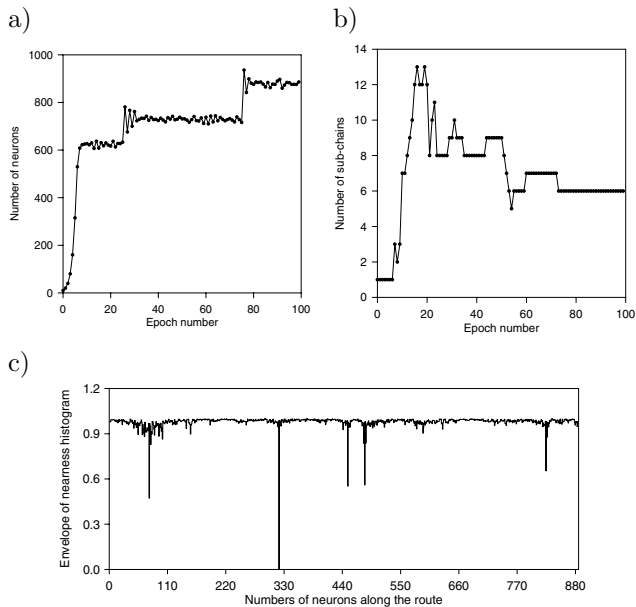 a)
b)
1000
800
600
400
200
0
Number of neurons
0 20 40 60 80 100
Epoch number
14
12
10
8
6
4
2
0
Number of sub-chains
0 20 40 60 80 100
Epoch number
c)
1.2
0.9
0.6
0.3
0.0
Envelope of nearness histogram
0 110 220 330 440 550 660 770 880
Numbers of neurons along the route